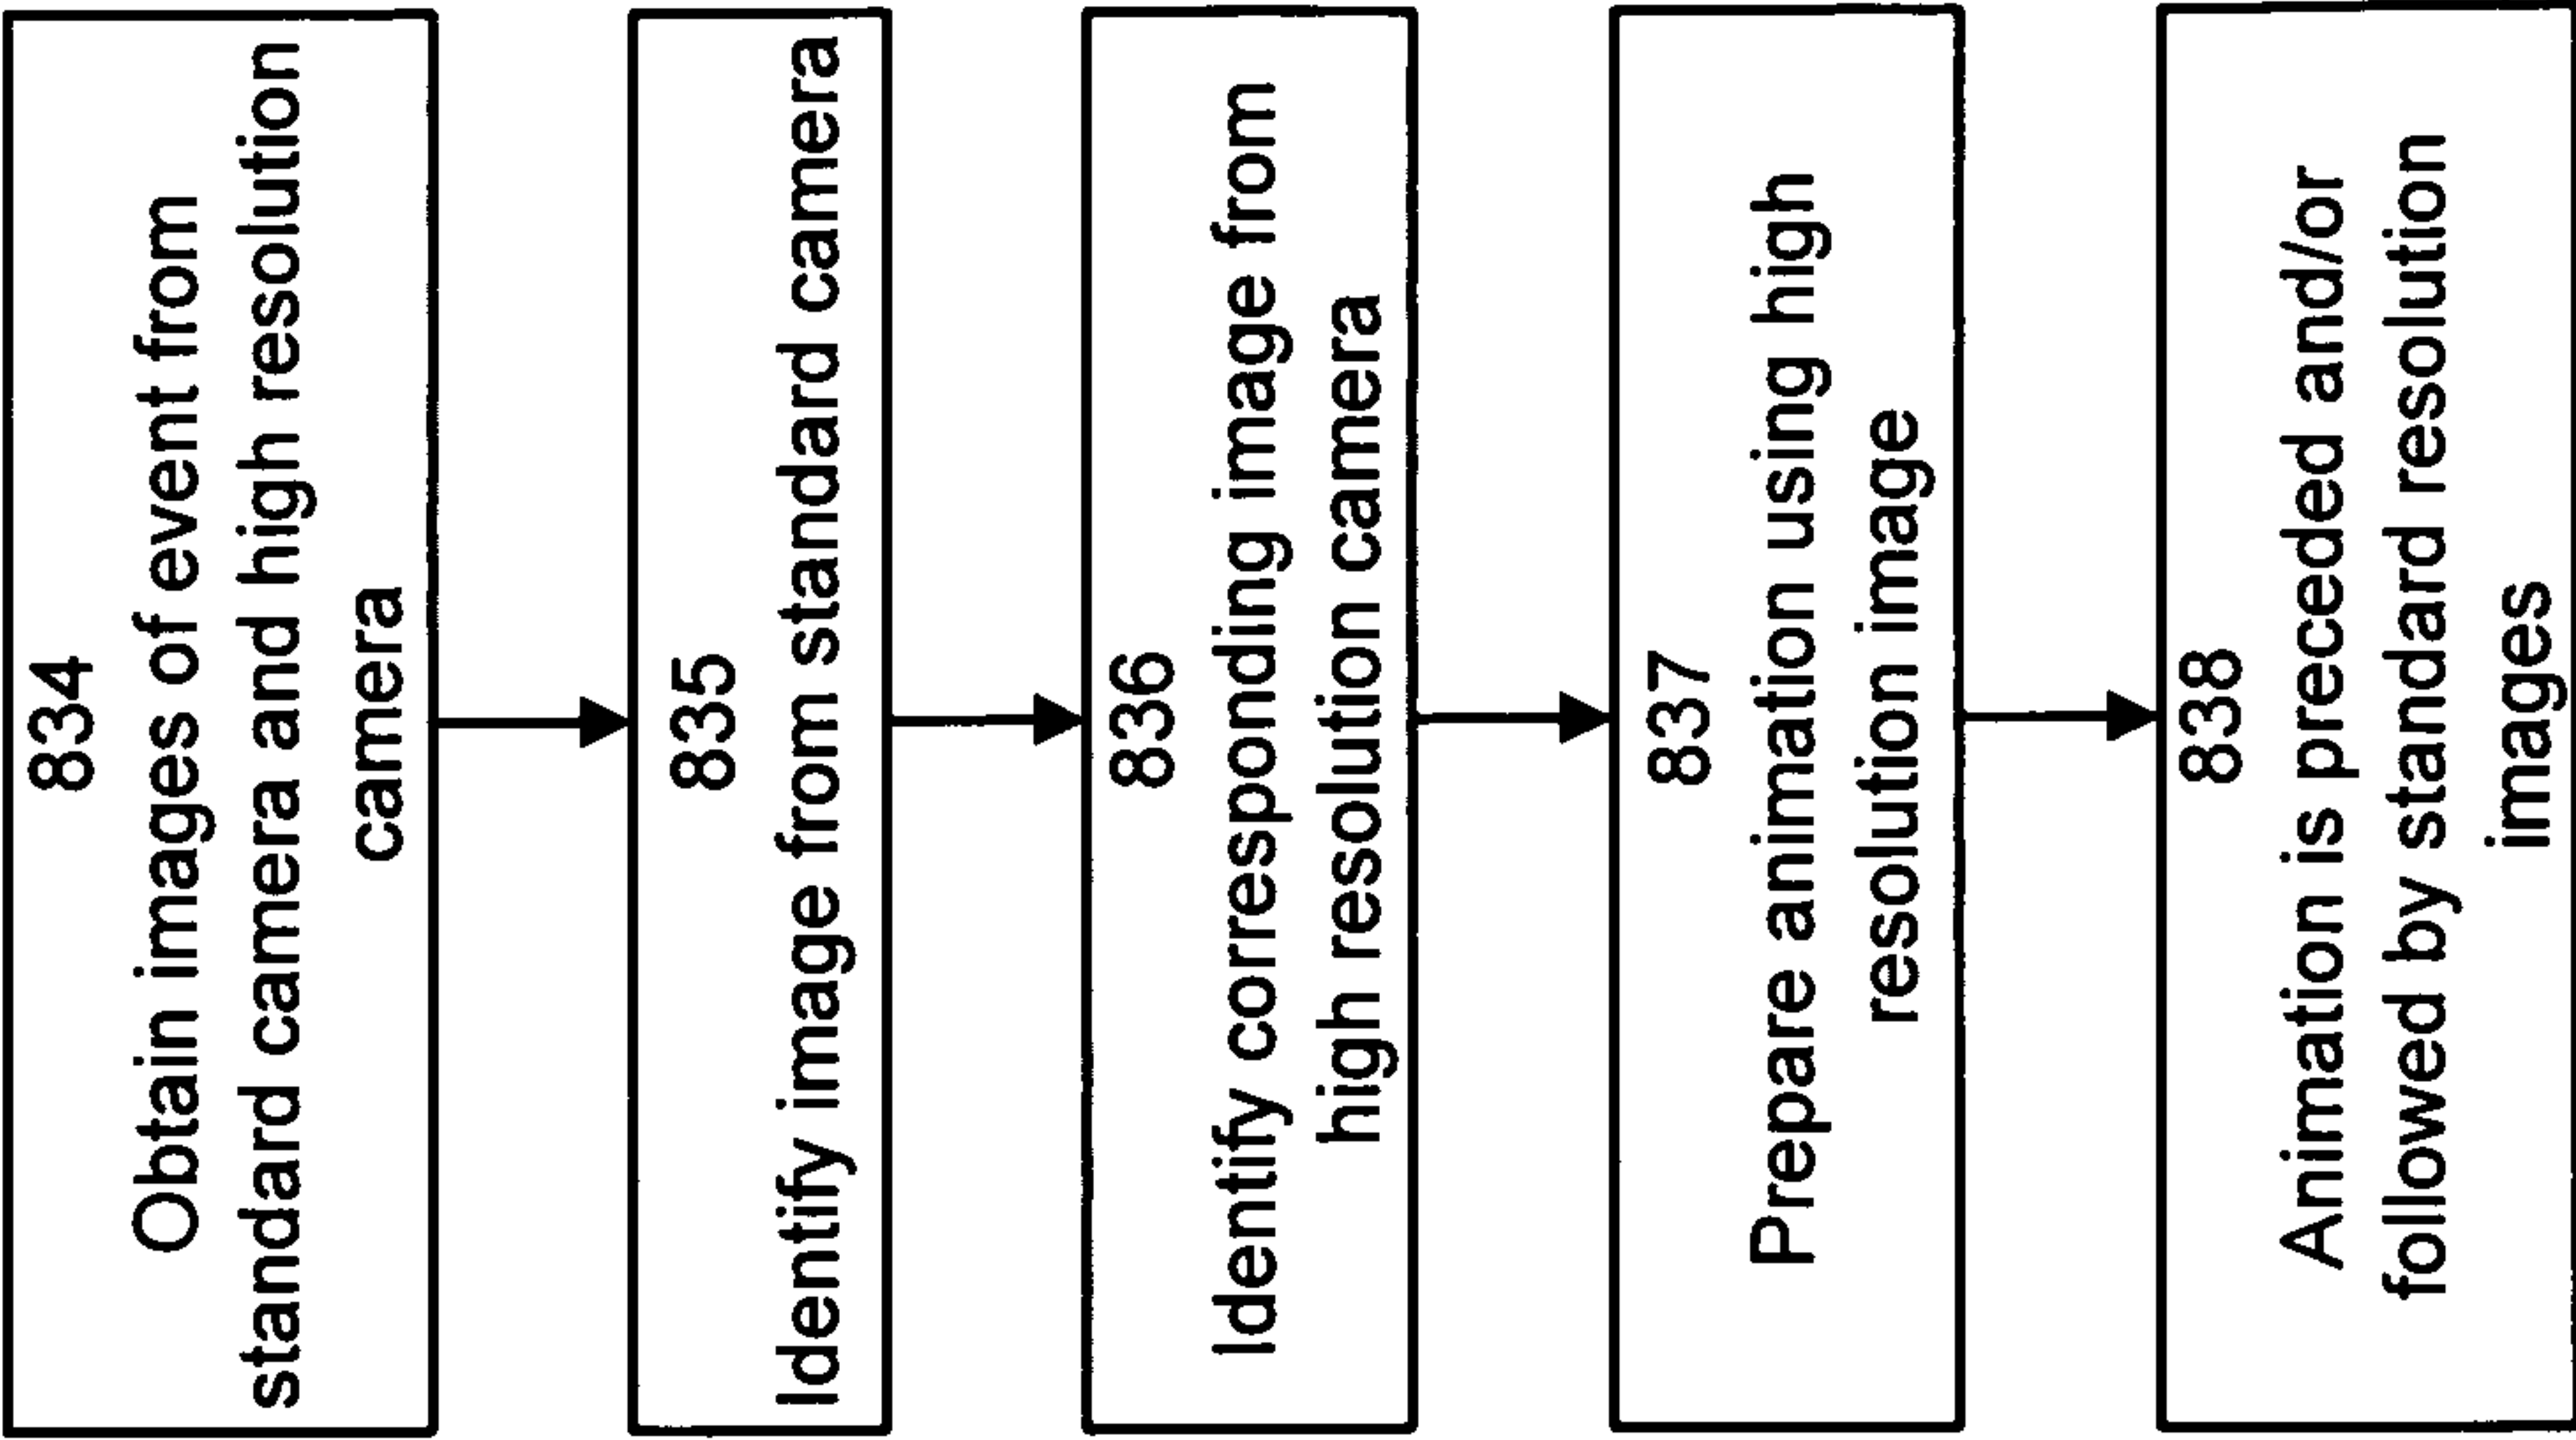 834
Obtain images of event from
standard camera and high resolution
camera
835
Identify image from standard camera
836
Identify corresponding image from
high resolution camera
837
Prepare animation using high
resolution image
838
Animation is preceded and/or
followed by standard resolution
images